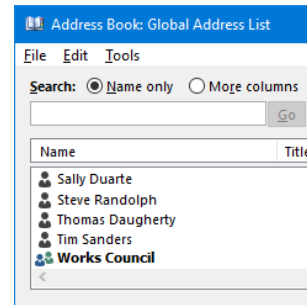 Address Book: Global Address List
File Edit Tools
Search: Name only More columns
Go
Name Title
Sally Duarte
Steve Randolph
Thomas Daugherty
Tim Sanders
Works Council